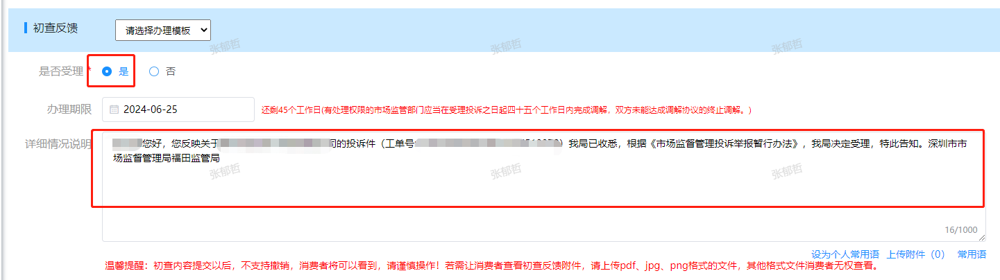 初查反馈 请选择办理模板
张郁哲 张郁哲 张郁哲
是否受理 * 是 否
办理期限 2024-06-25 还剩45个工作日(有处理权限的市场监管部门应当在受理投诉之日起四十五个工作日内完成调解，双方未能达成调解协议的终止调解。)
详细情况说明 您好，您反映关于 司的投诉件（工单号: ）我局已收悉，根据《市场监督管理投诉举报暂行办法》，我局决定受理，特此告知。深圳市市
场监督管理局福田监管局
张郁哲 张郁哲 张郁哲
16/1000
设为个人常用语 上传附件（0） 常用语
温馨提醒：初查内容提交以后，不支持撤销，消费者将可以看到，请谨慎操作！若需让消费者查看初查反馈附件，请上传pdf、jpg、png格式的文件，其他格式文件消费者无权查看。